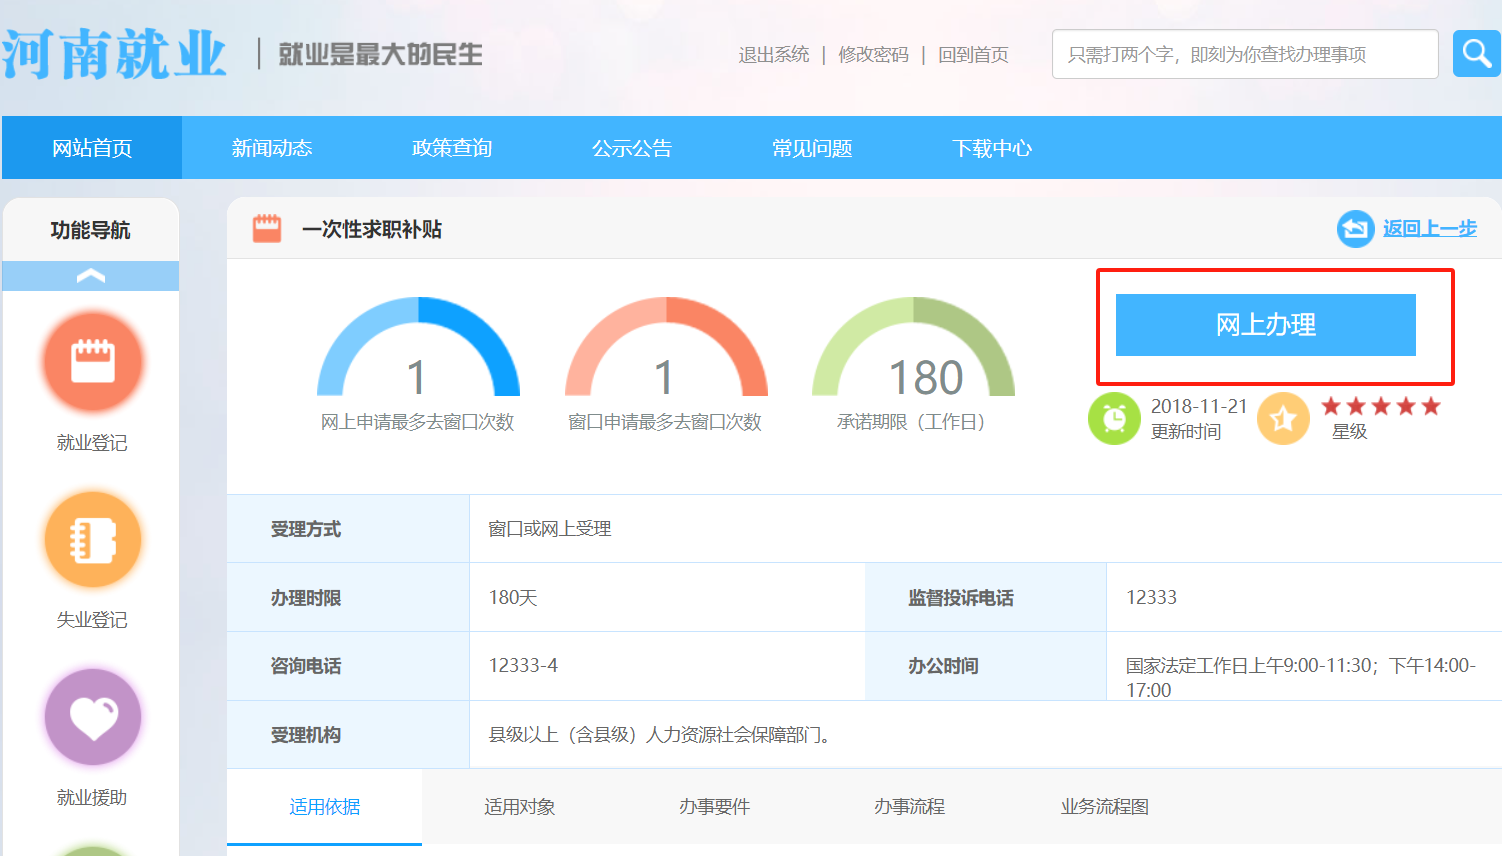 河南就业
就业是最大的民生
退出系统 | 修改密码 | 回到首页
只需打两个字，即刻为你查找办理事项
网站首页 新闻动态 政策查询 公示公告 常见问题 下载中心
功能导航
就业登记
失业登记
就业援助
一次性求职补贴
返回上一步
1
网上申请最多去窗口次数
1
窗口申请最多去窗口次数
180
承诺期限（工作日）
网上办理
2018-11-21
更新时间
星级
受理方式 窗口或网上受理
办理时限 180天 监督投诉电话 12333
咨询电话 12333-4 办公时间 国家法定工作日上午9:00-11:30；下午14:00-
17:00
受理机构 县级以上（含县级）人力资源社会保障部门。
适用依据 适用对象 办事要件 办事流程 业务流程图